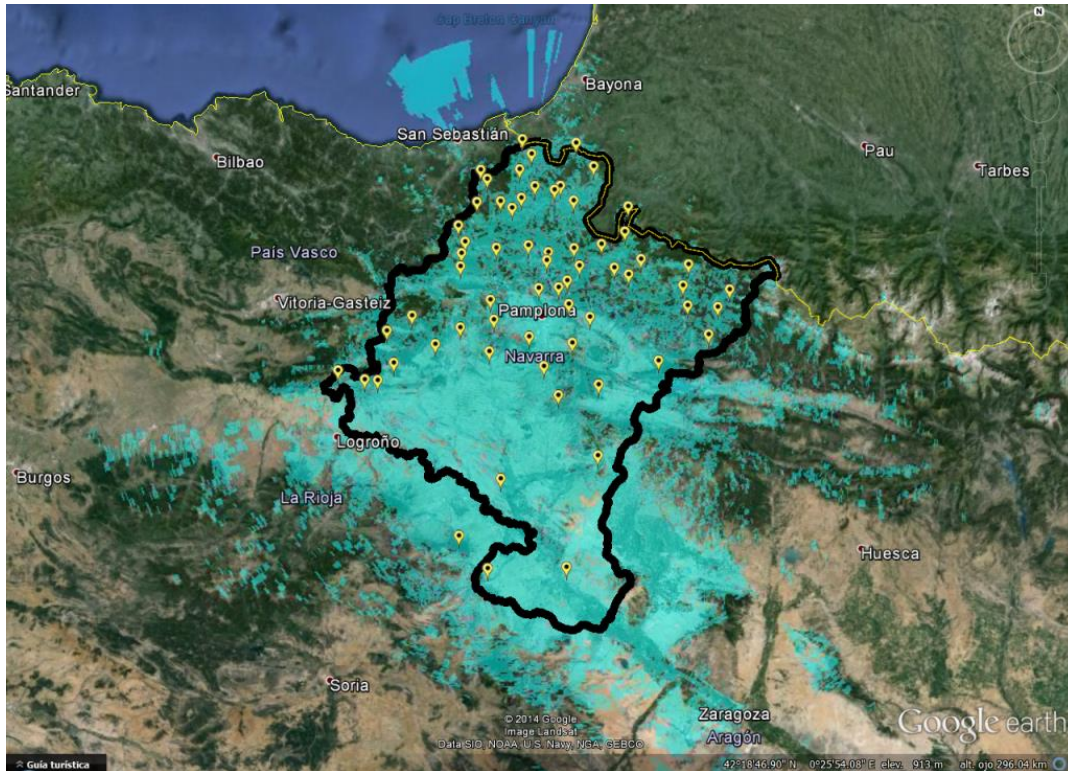 Cap Breton Canyon
N
Santander
Bayona
San Sebastián
Bilbao
Pau
Tarbes
País Vasco
Vitoria-Gasteiz
Pamplona
Navarra
Logroño
Burgos
La Rioja
Huesca
Soria
© 2014 Google
Image Landsat
Data SIO, NOAA, U.S. Navy, NGA, GEBCO
Zaragoza
Aragón
Google earth
Guía turística
42°18'46.90" N 0°25'54.08" E elev. 913 m alt. ojo 296.04 km